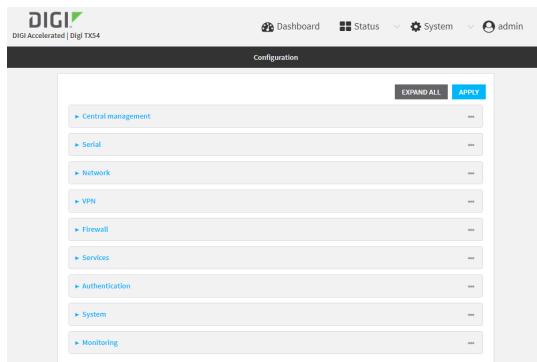 DIGI
DIGI Accelerated | Digi TX54
Dashboard Status System admin
Configuration
EXPAND ALL APPLY
Central management
Serial
Network
VPN
Firewall
Services
Authentication
System
Monitoring